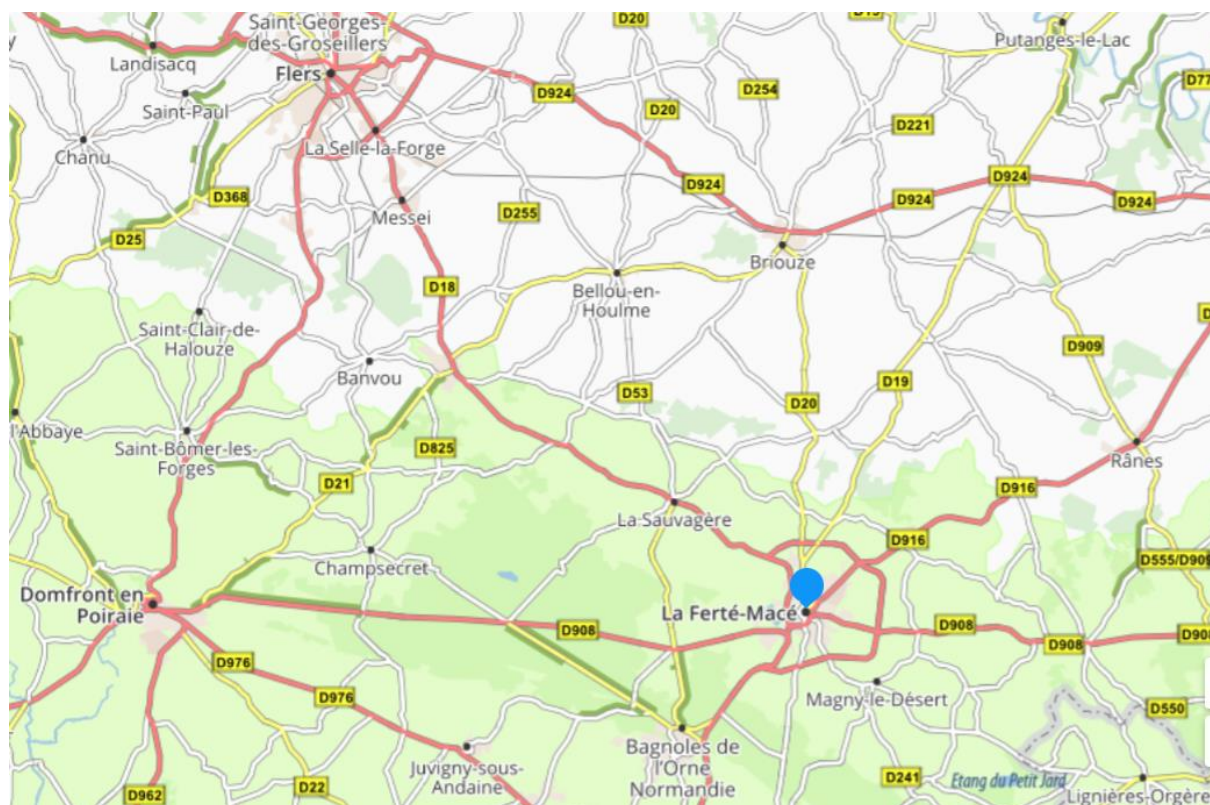 D20
D15
Saint-Georges-
des-Groseillers
Putanges-le-Lac
Landisacq
Flers
D924
D254
D77
Saint-Paul
D20
D221
Chanu
La Selle-la-Forge
D924
D924
D924
D924
D368
D255
Messei
D25
Briouze
D18
Bellou-en-
Houlme
Saint-Clair-de-
Halouze
D909
Banvou
D19
D53
D20
l'Abbaye
Saint-Bômer-les-
Forges
D825
Rânes
D21
D916
La Sauvagère
D916
D555/D909
Champsecret
Domfront en
Poiraie
La Ferté-Macé
D908
D908
D908
D908
D976
D976
Magny-le-Désert
D550
Bagnoles de
l'Orne
Normandie
Juvigny-sous-
Andaine
D22
D962
D241
Etang du Petit Jard
Lignières-Orgère